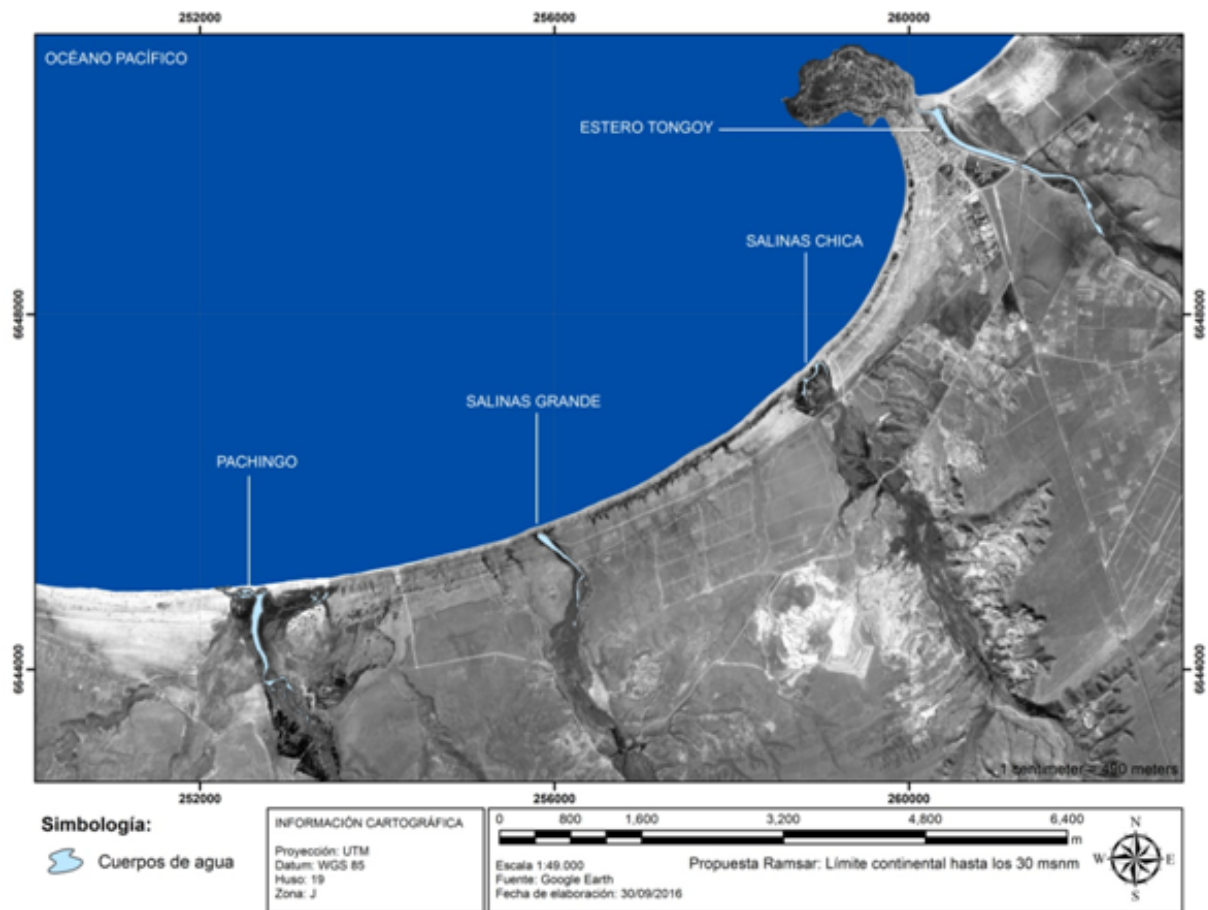 252000 256000 260000
OCÉANO PACÍFICO
ESTERO TONGOY
SALINAS CHICA
6648000 6648000
SALINAS GRANDE
PACHINGO
6644000 6644000
1 centimeter = 490 meters
252000 256000 260000
Simbología:
Cuerpos de agua
INFORMACIÓN CARTOGRÁFICA
Proyección: UTM
Datum: WGS 85
Huso: 19
Zona: J
0 800 1,600 3,200 4,800 6,400
m
Escala 1:49.000
Fuente: Google Earth
Fecha de elaboración: 30/09/2016
Propuesta Ramsar: Límite continental hasta los 30 msnm
N
W E
S